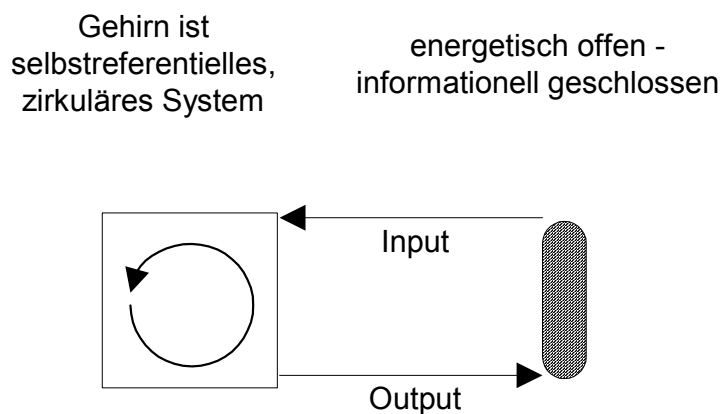 Gehirn ist
selbstreferentielles,
zirkuläres System
energetisch offen -
informationell geschlossen
Input
Output